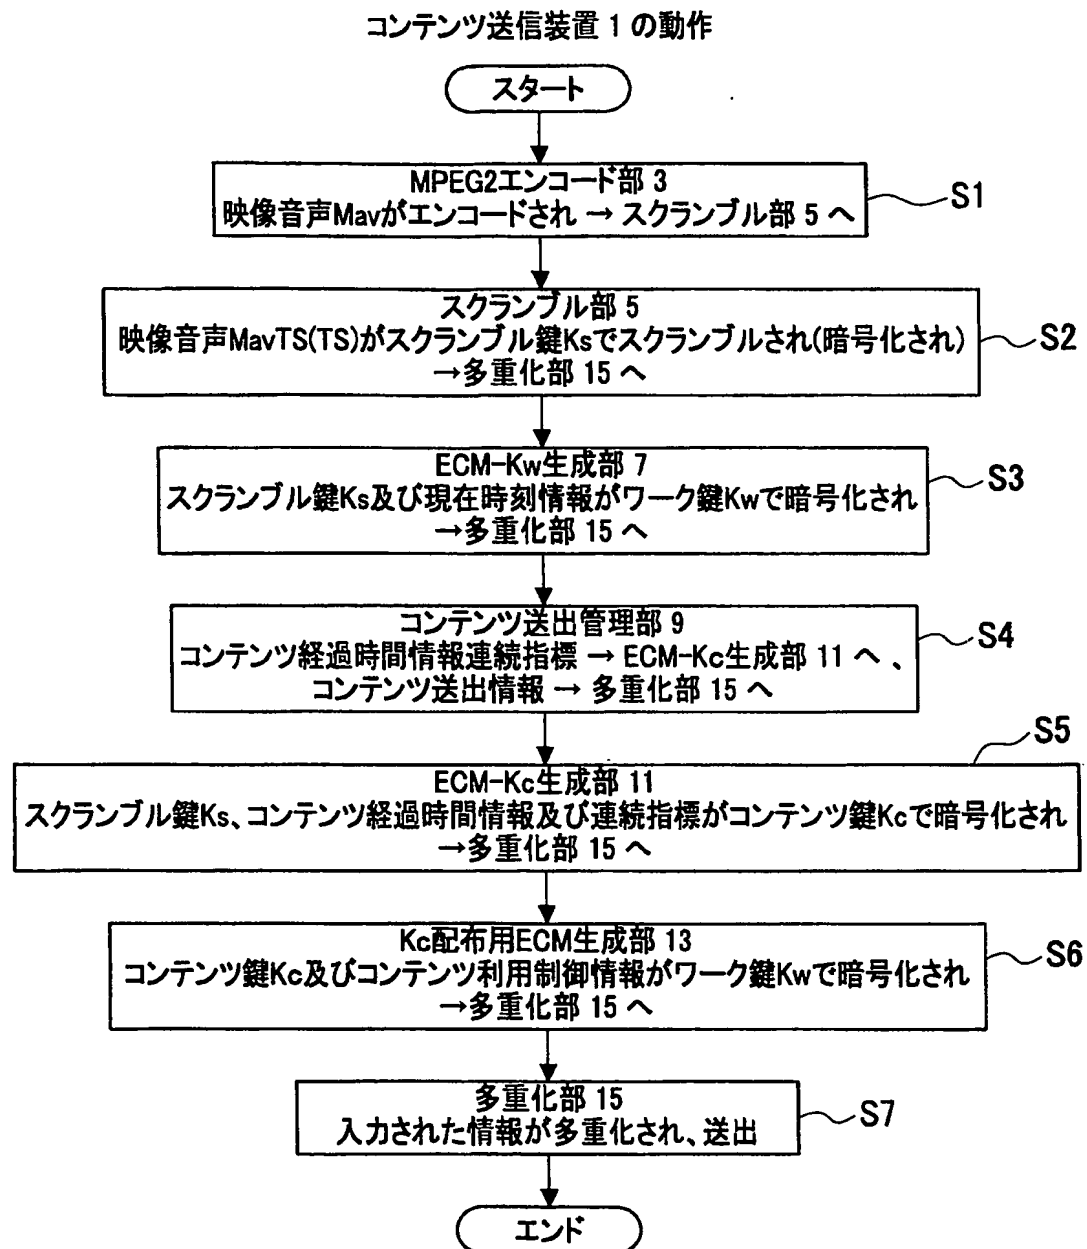 コンテンツ送信装置 1 の動作
スタート
MPEG2エンコード部 3
映像音声Mavがエンコードされ → スクランブル部 5 へ
S1
スクランブル部 5
映像音声MavTS(TS)がスクランブル鍵Ksでスクランブルされ(暗号化され)
→多重化部 15 へ
S2
ECM-Kw生成部 7
スクランブル鍵Ks及び現在時刻情報がワーク鍵Kwで暗号化され
→多重化部 15 へ
S3
コンテンツ送出管理部 9
コンテンツ経過時間情報連続指標 → ECM-Kc生成部 11 へ 、
コンテンツ送出情報 → 多重化部 15 へ
S4
S5
ECM-Kc生成部 11
スクランブル鍵Ks、コンテンツ経過時間情報及び連続指標がコンテンツ鍵Kcで暗号化され
→多重化部 15 へ
Kc配布用ECM生成部 13
コンテンツ鍵Kc及びコンテンツ利用制御情報がワーク鍵Kwで暗号化され
→多重化部 15 へ
S6
多重化部 15
入力された情報が多重化され、送出
S7
エンド